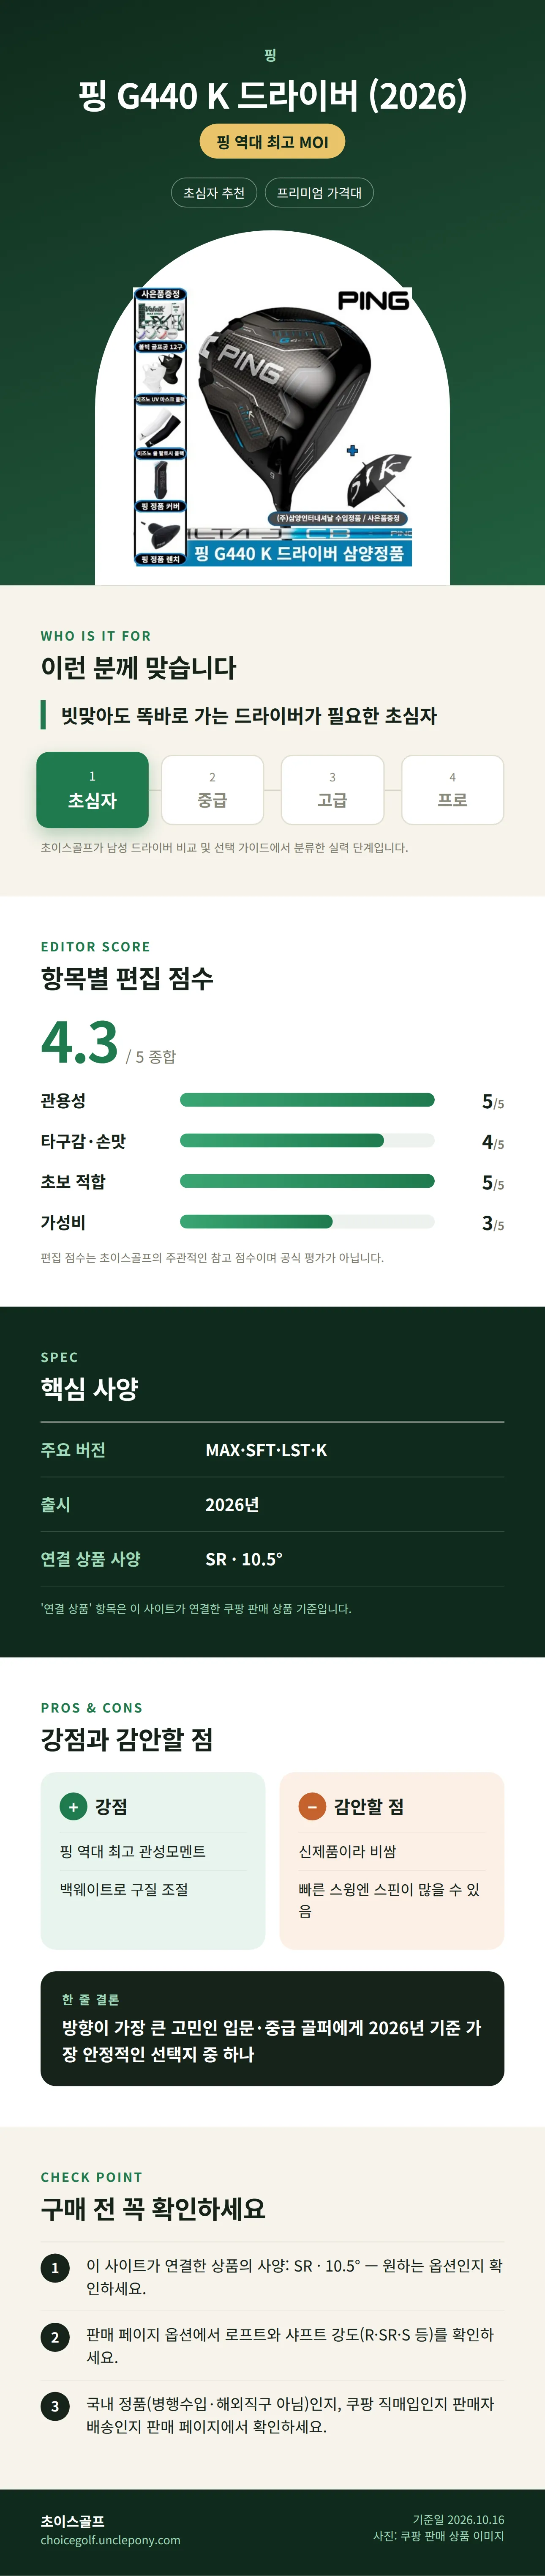 핑
핑 G440 K 드라이버 (2026)
핑 역대 최고 MOI
초심자 추천
프리미엄 가격대
사은품증정
볼빅 골프공 12구
미즈노 UV 마스크 블랙
미즈노 쿨 팔토시 블랙
핑 정품 커버
핑 정품 렌치
PING
PING
(주)삼양인터내셔날 수입정품 / 사은품증정
핑 G440 K 드라이버 삼양정품
WHO IS IT FOR
이런 분께 맞습니다
빗맞아도 똑바로 가는 드라이버가 필요한 초심자
1
초심자
2
중급
3
고급
4
프로
초이스골프가 남성 드라이버 비교 및 선택 가이드에서 분류한 실력 단계입니다.
EDITOR SCORE
항목별 편집 점수
4.3 / 5 종합
관용성 5/5
타구감·손맛 4/5
초보 적합 5/5
가성비 3/5
편집 점수는 초이스골프의 주관적인 참고 점수이며 공식 평가가 아닙니다.
SPEC
핵심 사양
주요 버전 MAX·SFT·LST·K
출시 2026년
연결 상품 사양 SR · 10.5°
'연결 상품' 항목은 이 사이트가 연결한 쿠팡 판매 상품 기준입니다.
PROS & CONS
강점과 감안할 점
+ 강점
핑 역대 최고 관성모멘트
백웨이트로 구질 조절
− 감안할 점
신제품이라 비쌈
빠른 스윙엔 스핀이 많을 수 있
음
한 줄 결론
방향이 가장 큰 고민인 입문·중급 골퍼에게 2026년 기준 가
장 안정적인 선택지 중 하나
CHECK POINT
구매 전 꼭 확인하세요
1 이 사이트가 연결한 상품의 사양: SR · 10.5° — 원하는 옵션인지 확
인하세요.
2 판매 페이지 옵션에서 로프트와 샤프트 강도(R·SR·S 등)를 확인하
세요.
3 국내 정품(병행수입·해외직구 아님)인지, 쿠팡 직매입인지 판매자
배송인지 판매 페이지에서 확인하세요.
초이스골프
choicegolf.unclepony.com
기준일 2026.10.16
사진: 쿠팡 판매 상품 이미지